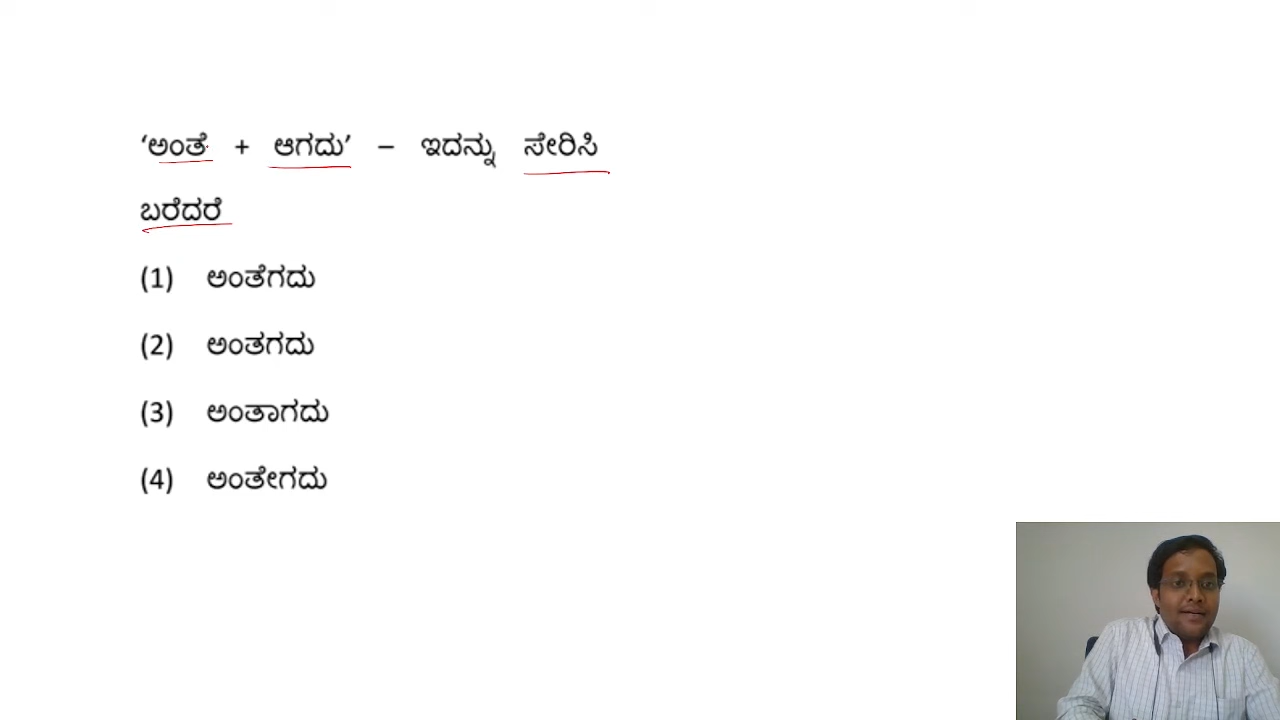 ‘ಅಂತೆ + ಆಗದು’ – ಇದನ್ನು ಸೇರಿಸಿ
ಬರೆದರೆ
(1) ಅಂತೆಗದು
(2) ಅಂತಗದು
(3) ಅಂತಾಗದು
(4) ಅಂತೇಗದು